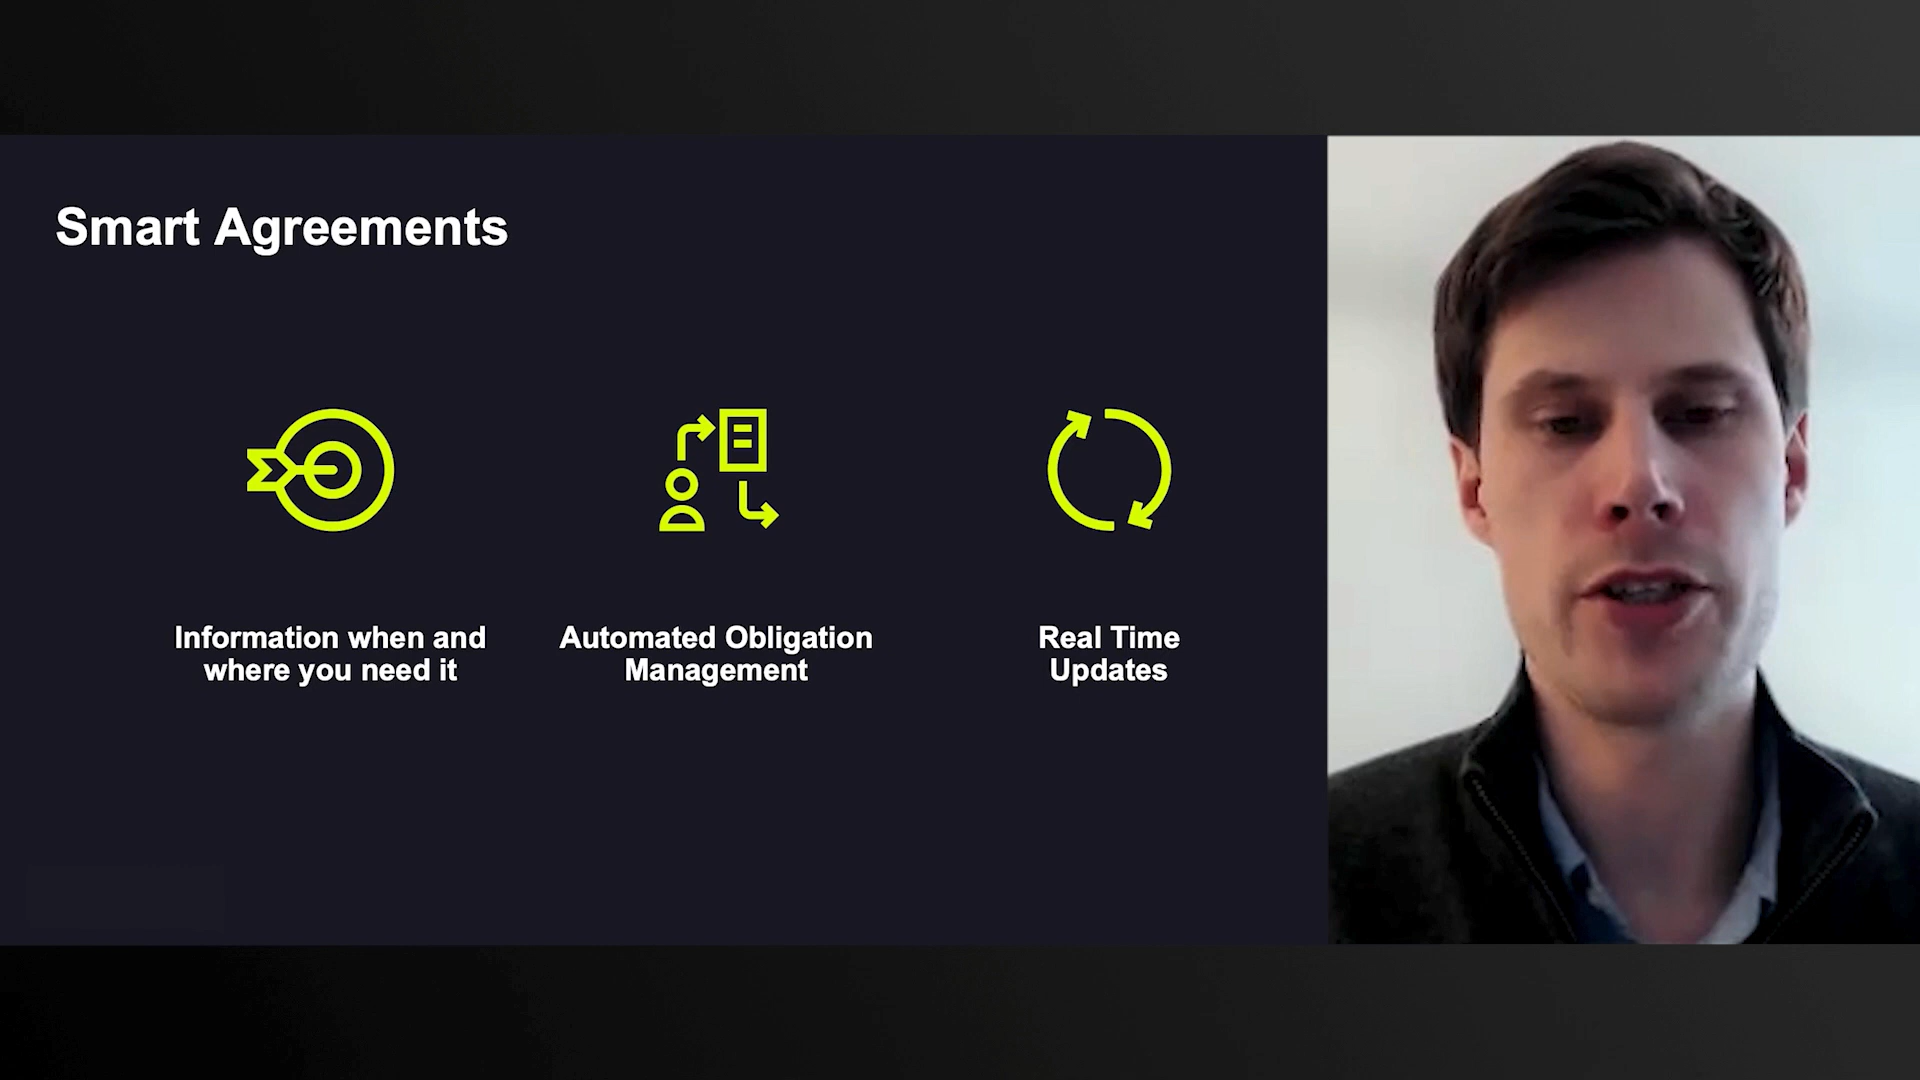 Smart Agreements
Information when and
where you need it
Automated Obligation
Management
Real Time
Updates